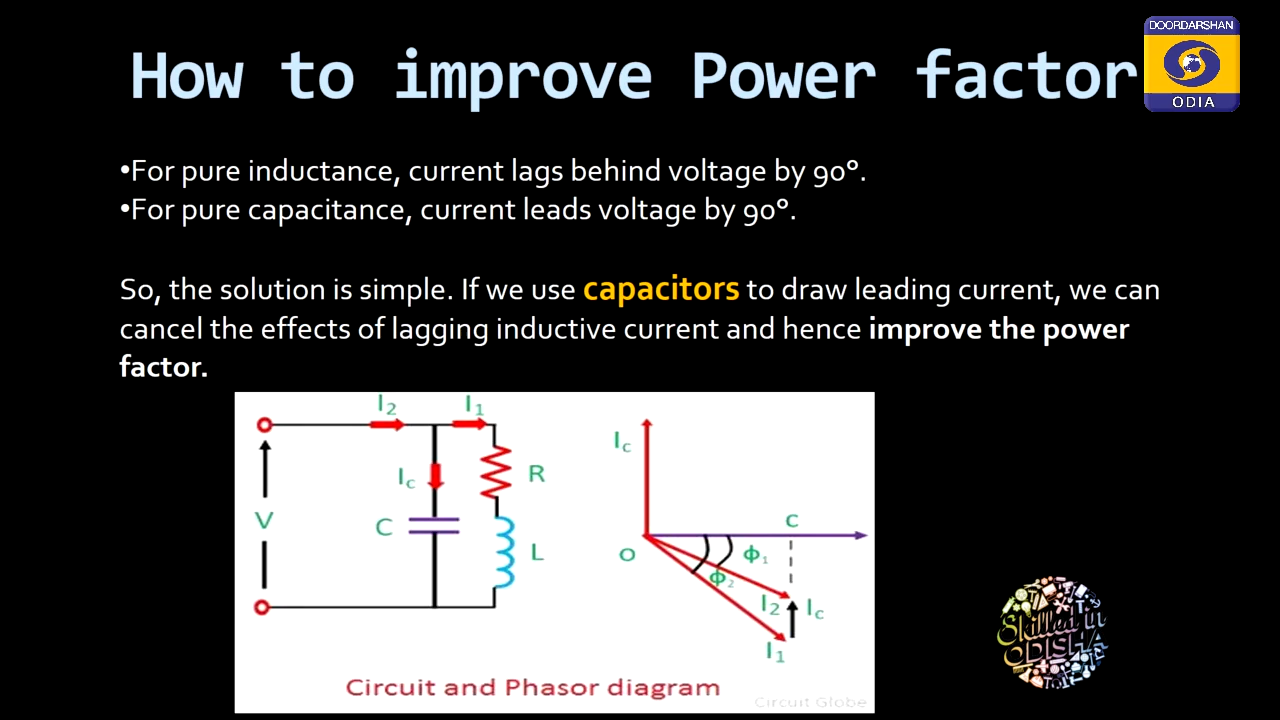 DOORDARSHAN
ODIA
How to improve Power factor
•For pure inductance, current lags behind voltage by 90°.
•For pure capacitance, current leads voltage by 90°.
So, the solution is simple. If we use capacitors to draw leading current, we can
cancel the effects of lagging inductive current and hence improve the power
factor.
I2 I1
Ic
R
V
C
L
Ic
C
O
ϕ1
ϕ2
I2 Ic
I1
Circuit and Phasor diagram
Circuit Globe
Skilled in
ODISHA